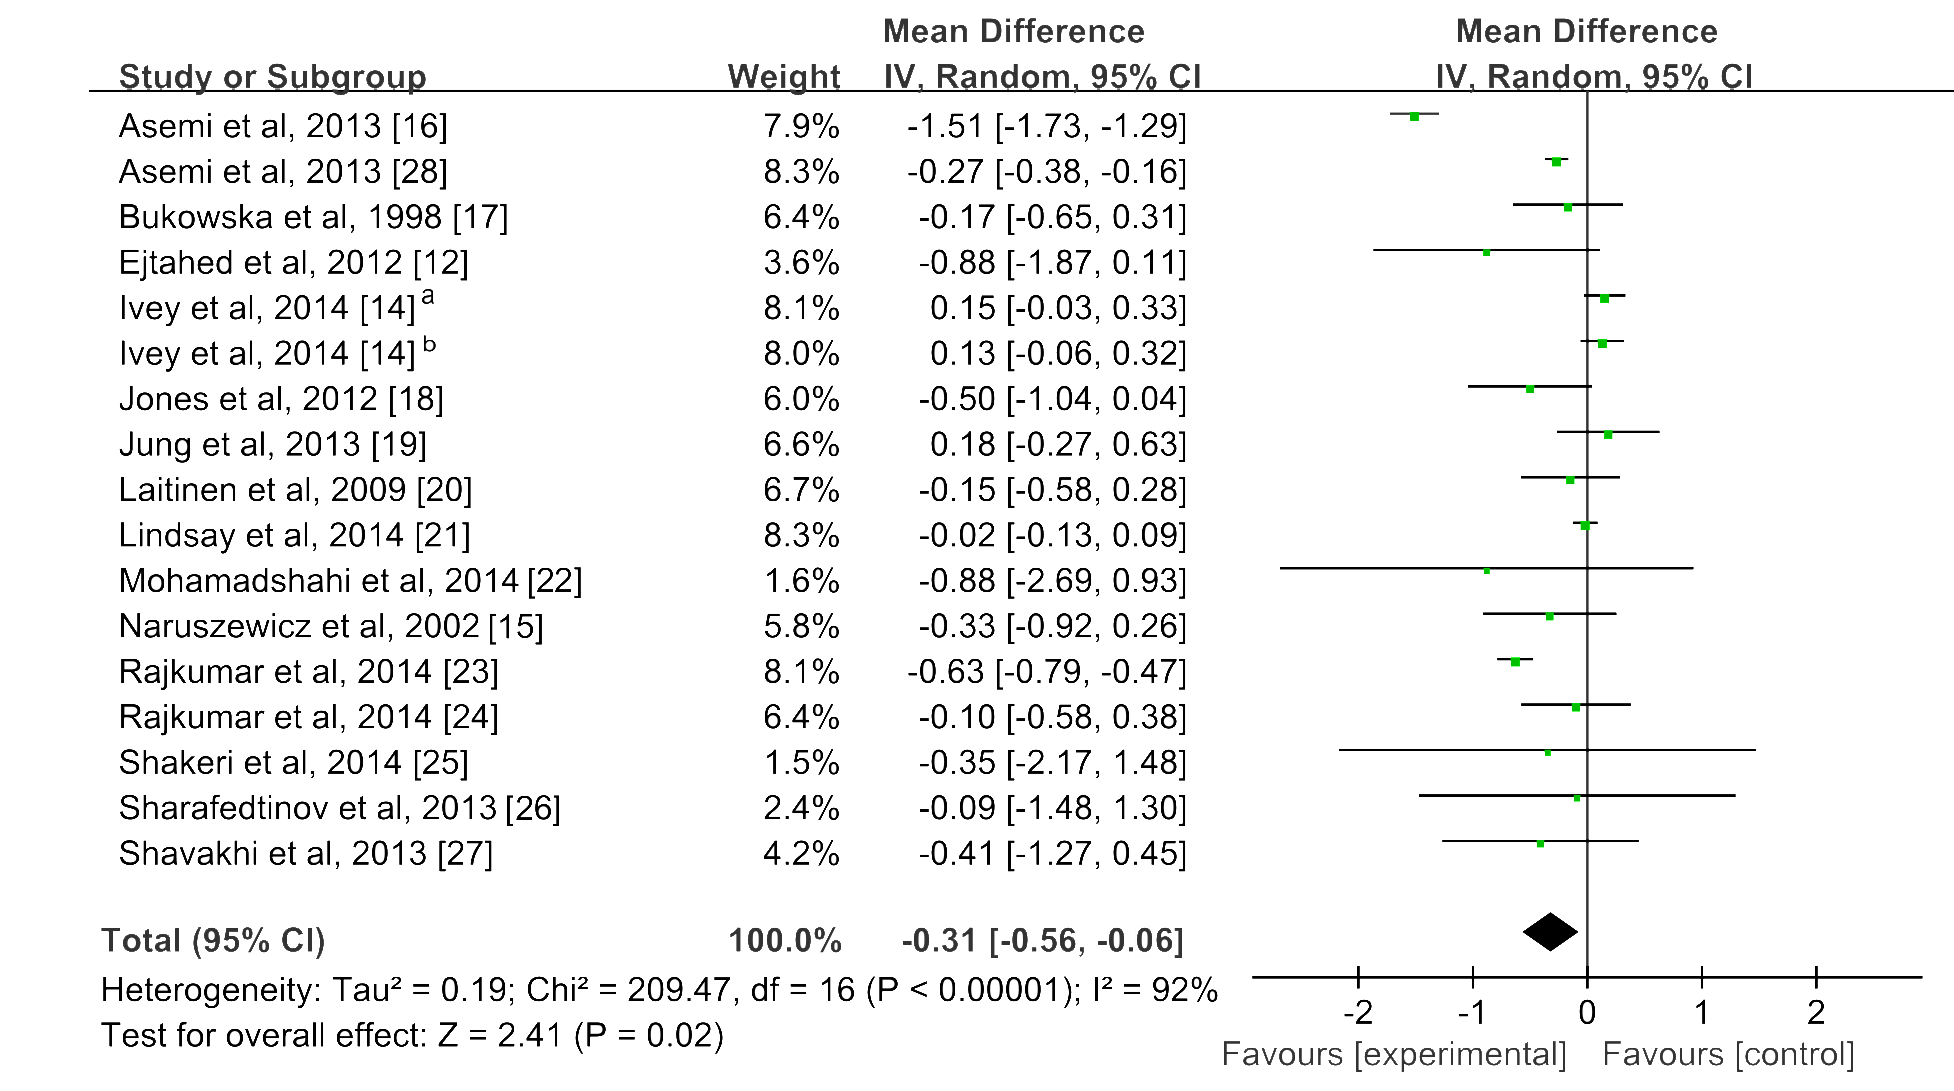 Mean Difference Mean Difference
Study or Subgroup Weight IV, Random, 95% CI IV, Random, 95% CI
Asemi et al, 2013 [16] 7.9% -1.51 [-1.73, -1.29]
Asemi et al, 2013 [28] 8.3% -0.27 [-0.38, -0.16]
Bukowska et al, 1998 [17] 6.4% -0.17 [-0.65, 0.31]
Ejtahed et al, 2012 [12] 3.6% -0.88 [-1.87, 0.11]
Ivey et al, 2014 [14] a 8.1% 0.15 [-0.03, 0.33]
Ivey et al, 2014 [14] b 8.0% 0.13 [-0.06, 0.32]
Jones et al, 2012 [18] 6.0% -0.50 [-1.04, 0.04]
Jung et al, 2013 [19] 6.6% 0.18 [-0.27, 0.63]
Laitinen et al, 2009 [20] 6.7% -0.15 [-0.58, 0.28]
Lindsay et al, 2014 [21] 8.3% -0.02 [-0.13, 0.09]
Mohamadshahi et al, 2014 [22] 1.6% -0.88 [-2.69, 0.93]
Naruszewicz et al, 2002 [15] 5.8% -0.33 [-0.92, 0.26]
Rajkumar et al, 2014 [23] 8.1% -0.63 [-0.79, -0.47]
Rajkumar et al, 2014 [24] 6.4% -0.10 [-0.58, 0.38]
Shakeri et al, 2014 [25] 1.5% -0.35 [-2.17, 1.48]
Sharafedtinov et al, 2013 [26] 2.4% -0.09 [-1.48, 1.30]
Shavakhi et al, 2013 [27] 4.2% -0.41 [-1.27, 0.45]
Total (95% CI) 100.0% -0.31 [-0.56, -0.06]
Heterogeneity: Tau² = 0.19; Chi² = 209.47, df = 16 (P < 0.00001); I² = 92%
Test for overall effect: Z = 2.41 (P = 0.02)
-2 -1 0 1 2
Favours [experimental] Favours [control]